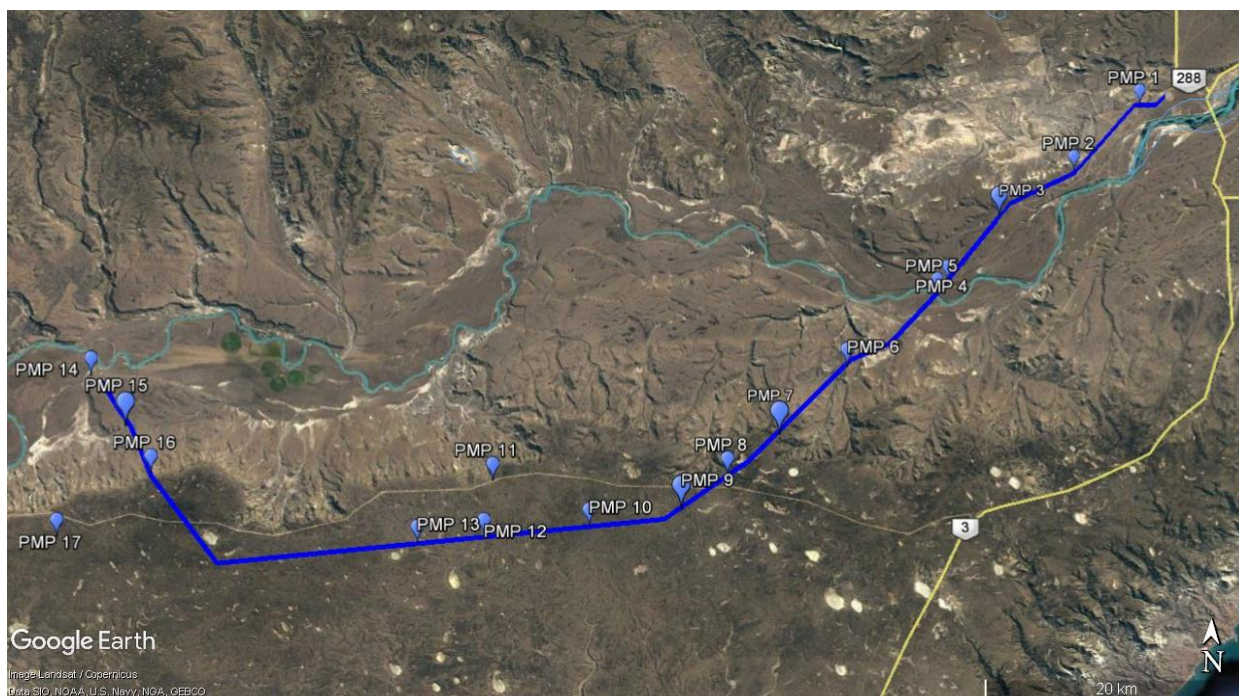 288
PMP 1
PMP 2
PMP 3
PMP 5
PMP 4
PMP 6
PMP 14
PMP 15
PMP 7
PMP 16
PMP 11
PMP 8
PMP 9
PMP 10
PMP 13
PMP 12
PMP 17
3
Google Earth
N
Image Landsat / Copernicus
Data SIO, NOAA, U.S. Navy, NGA, GEBCO
20 km